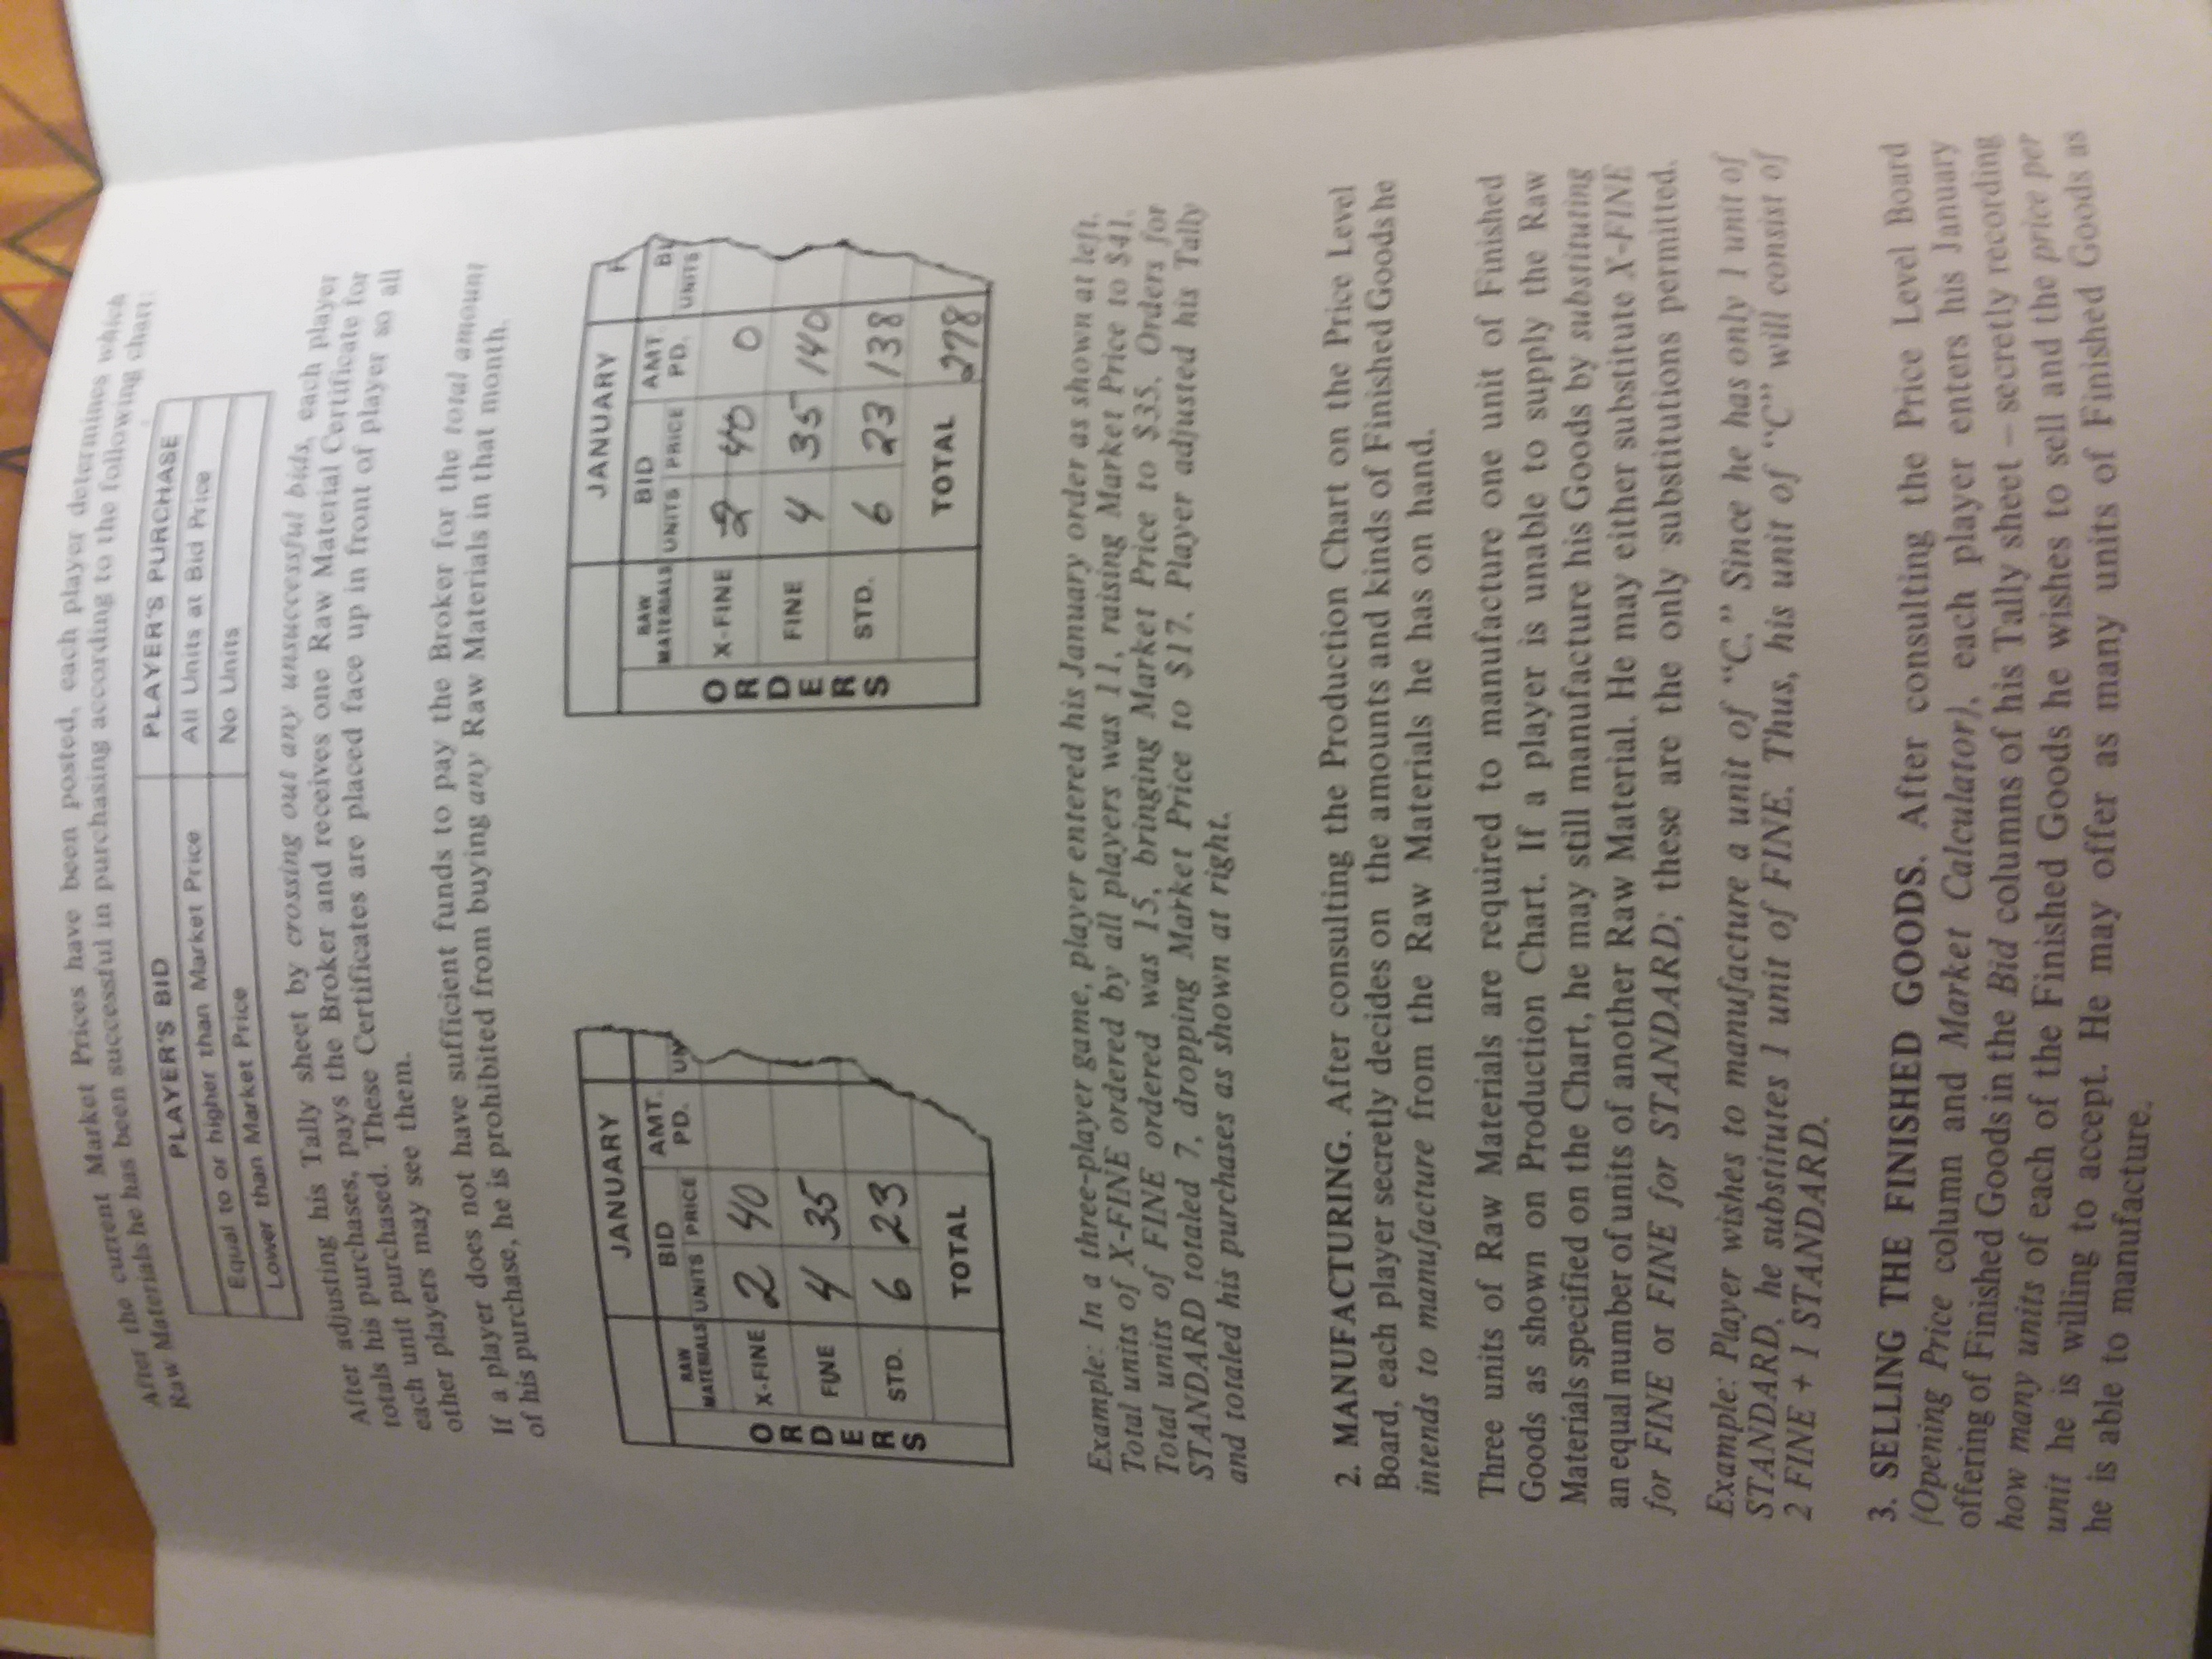 After the current Market Prices have been posted, each player determines which
Raw Materials he has been successful in purchasing according to the following chart:
PLAYER'S BID PLAYER'S PURCHASE
Equal to or higher than Market Price All Units at Bid Price
Lower than Market Price No Units
After adjusting his Tally sheet by crossing out any unsuccessful bids, each player
totals his purchases, pays the Broker and receives one Raw Material Certificate for
each unit purchased. These Certificates are placed face up in front of player so all
other players may see them.
If a player does not have sufficient funds to pay the Broker for the total amount
of his purchase, he is prohibited from buying any Raw Materials in that month.
JANUARY
BID AMT. PD. UN
RAW MATERIALS UNITS PRICE
ORDERS
X-FINE 2 40
FINE 4 35
STD. 6 23
TOTAL
JANUARY
BID AMT. PD.
RAW MATERIALS UNITS PRICE UNITS
ORDERS
X-FINE 2 40 0
FINE 4 35 140
STD. 6 23 138
TOTAL 278
Example: In a three-player game, player entered his January order as shown at left.
Total units of X-FINE ordered by all players was 11, raising Market Price to $41.
Total units of FINE ordered was 15, bringing Market Price to $35. Orders for
STANDARD totaled 7, dropping Market Price to $17. Player adjusted his Tally
and totaled his purchases as shown at right.
2. MANUFACTURING. After consulting the Production Chart on the Price Level
Board, each player secretly decides on the amounts and kinds of Finished Goods he
intends to manufacture from the Raw Materials he has on hand.
Three units of Raw Materials are required to manufacture one unit of Finished
Goods as shown on Production Chart. If a player is unable to supply the Raw
Materials specified on the Chart, he may still manufacture his Goods by substituting
an equal number of units of another Raw Material. He may either substitute X-FINE
for FINE or FINE for STANDARD; these are the only substitutions permitted.
Example: Player wishes to manufacture a unit of “C.” Since he has only 1 unit of
STANDARD, he substitutes 1 unit of FINE. Thus, his unit of “C” will consist of
2 FINE + 1 STANDARD.
3. SELLING THE FINISHED GOODS. After consulting the Price Level Board
(Opening Price column and Market Calculator), each player enters his January
offering of Finished Goods in the Bid columns of his Tally sheet – secretly recording
how many units of each of the Finished Goods he wishes to sell and the price per
unit he is willing to accept. He may offer as many units of Finished Goods as
he is able to manufacture.